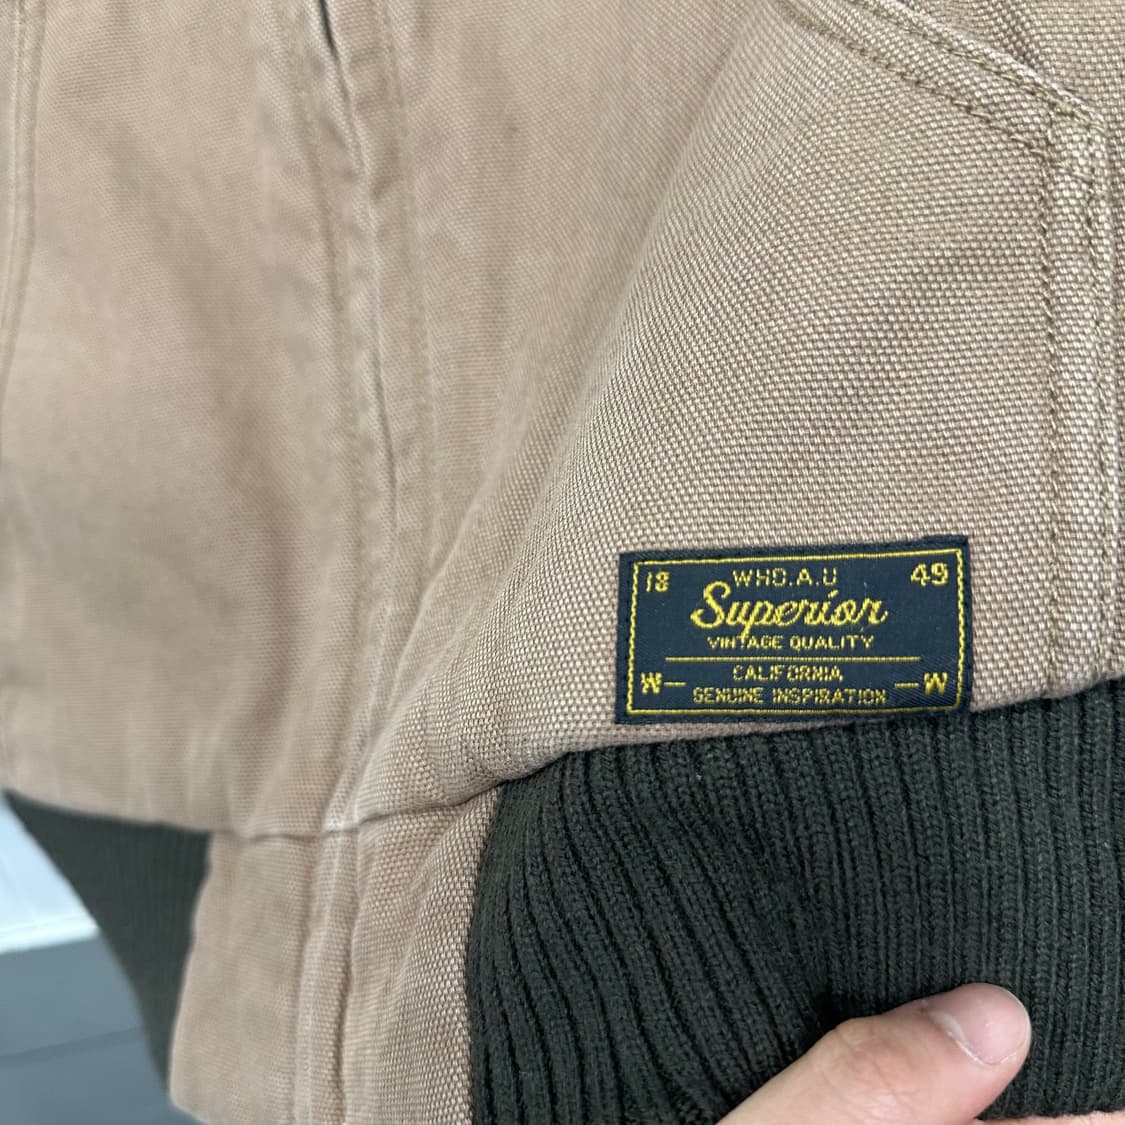 18 WHO.A.U 49
Superior
VINTAGE QUALITY
CALIFORNIA
W— GENUINE INSPIRATION —W